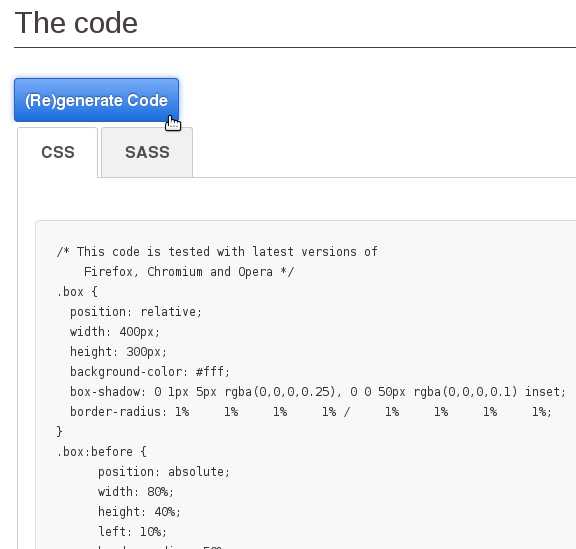 The code
(Re)generate Code
CSS SASS
/* This code is tested with latest versions of
Firefox, Chromium and Opera */
.box {
position: relative;
width: 400px;
height: 300px;
background-color: #fff;
box-shadow: 0 1px 5px rgba(0,0,0,0.25), 0 0 50px rgba(0,0,0,0.1) inset;
border-radius: 1% 1% 1% 1% / 1% 1% 1% 1%;
}
.box:before {
position: absolute;
width: 80%;
height: 40%;
left: 10%;